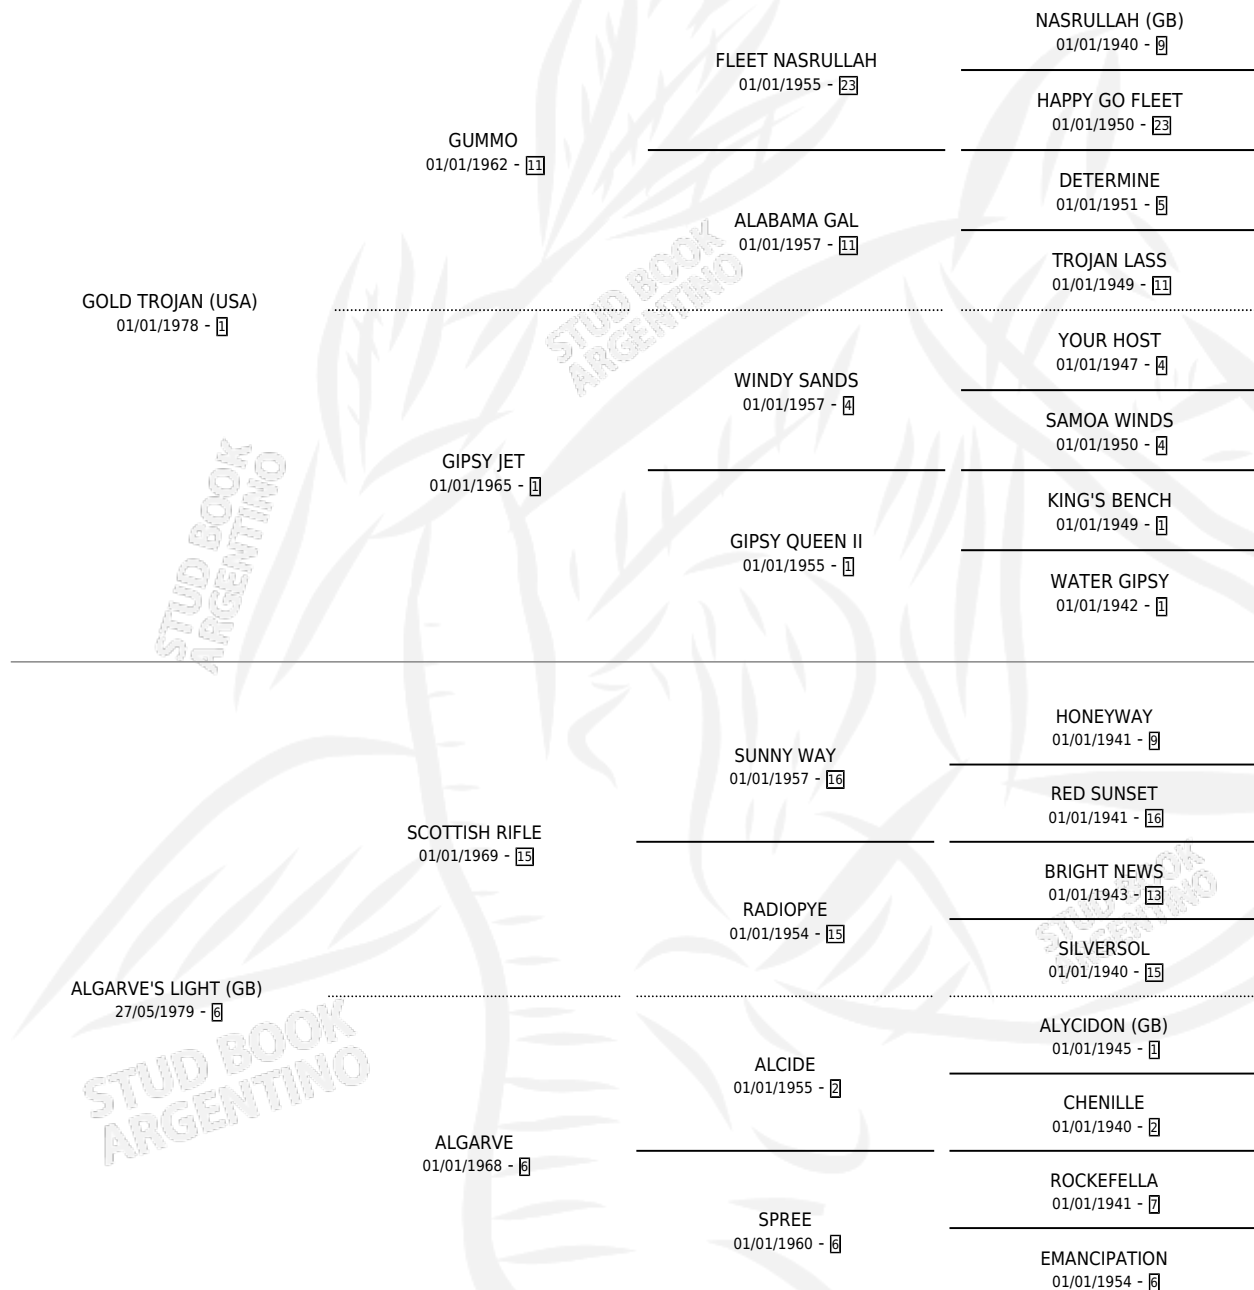 NASRULLAH (GB)
01/01/1940 - 9
FLEET NASRULLAH
01/01/1955 - 23
HAPPY GO FLEET
01/01/1950 - 23
GUMMO
01/01/1962 - 11
DETERMINE
01/01/1951 - 5
ALABAMA GAL
01/01/1957 - 11
TROJAN LASS
01/01/1949 - 11
GOLD TROJAN (USA)
01/01/1978 - 1
YOUR HOST
01/01/1947 - 4
WINDY SANDS
01/01/1957 - 4
SAMOA WINDS
01/01/1950 - 4
GIPSY JET
01/01/1965 - 1
KING'S BENCH
01/01/1949 - 1
GIPSY QUEEN II
01/01/1955 - 1
WATER GIPSY
01/01/1942 - 1
HONEYWAY
01/01/1941 - 9
SUNNY WAY
01/01/1957 - 16
RED SUNSET
01/01/1941 - 16
SCOTTISH RIFLE
01/01/1969 - 15
BRIGHT NEWS
01/01/1943 - 13
RADIOPYE
01/01/1954 - 15
SILVERSOL
01/01/1940 - 15
ALGARVE'S LIGHT (GB)
27/05/1979 - 6
ALYCIDON (GB)
01/01/1945 - 1
ALCIDE
01/01/1955 - 2
CHENILLE
01/01/1940 - 2
ALGARVE
01/01/1968 - 6
ROCKEFELLA
01/01/1941 - 7
SPREE
01/01/1960 - 6
EMANCIPATION
01/01/1954 - 6
STUD BOOK
ARGENTINO
STUD BOOK
ARGENTINO
STUD BOOK
ARGENTINO
STUD BOOK
ARGENTINO